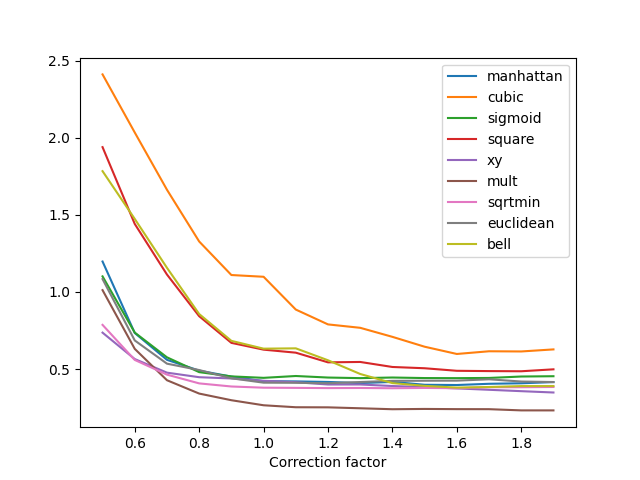 2.5
2.0
1.5
1.0
0.5
manhattan
cubic
sigmoid
square
xy
mult
sqrtmin
euclidean
bell
0.6 0.8 1.0 1.2 1.4 1.6 1.8
Correction factor